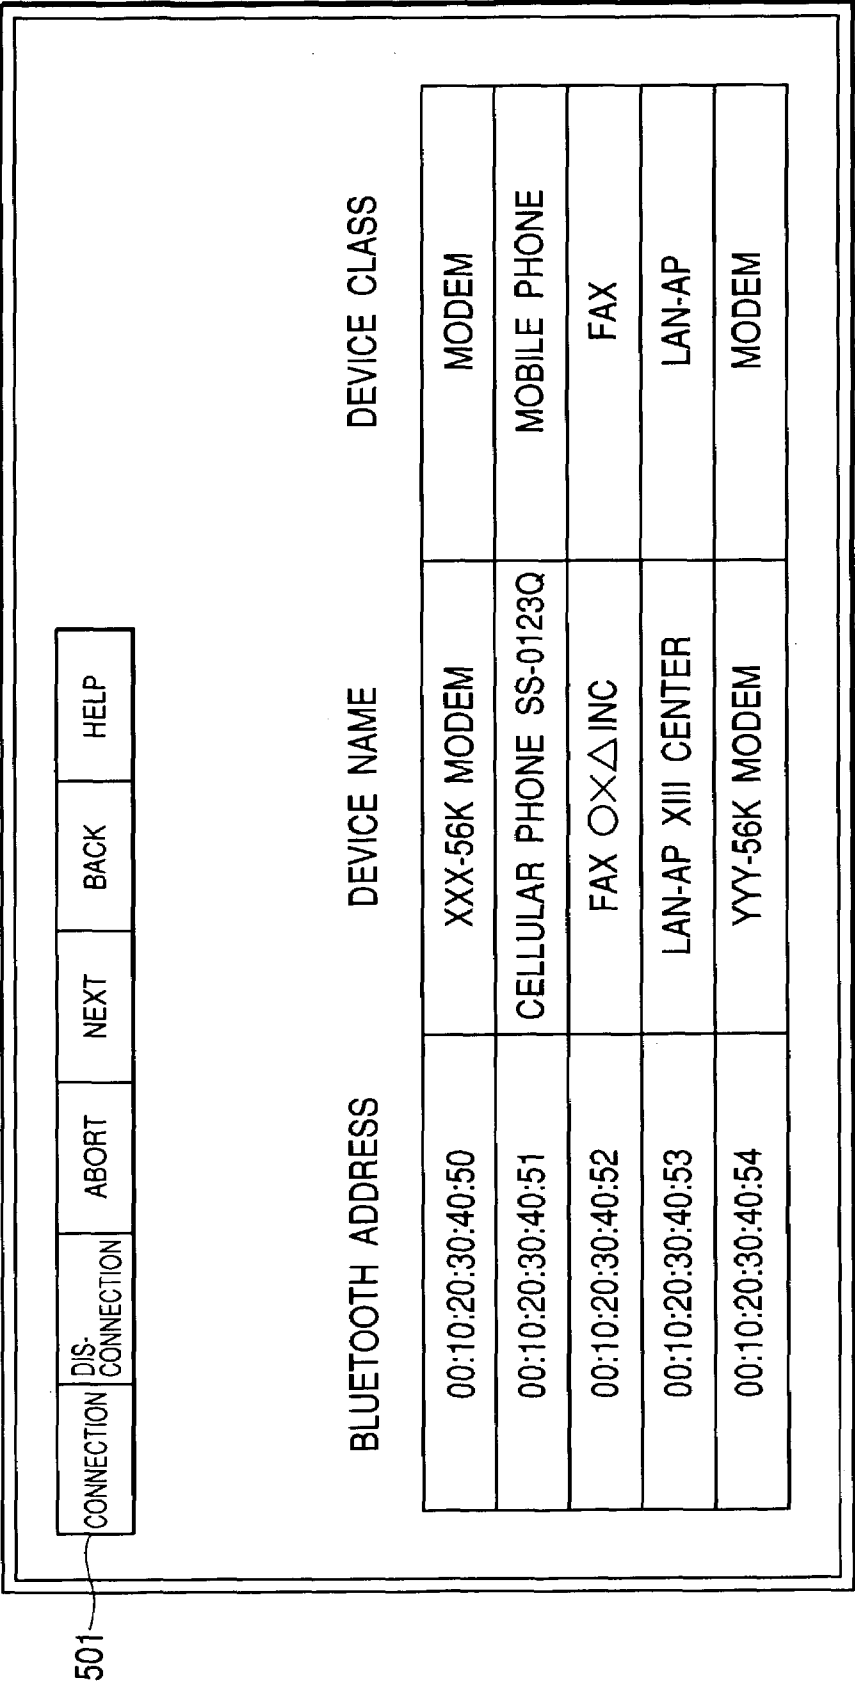 501
CONNECTION DIS-CONNECTION ABORT NEXT BACK HELP
BLUETOOTH ADDRESS DEVICE NAME DEVICE CLASS
00:10:20:30:40:50 XXX-56K MODEM MODEM
00:10:20:30:40:51 CELLULAR PHONE SS-0123Q MOBILE PHONE
00:10:20:30:40:52 FAX ○×△INC FAX
00:10:20:30:40:53 LAN-AP XIII CENTER LAN-AP
00:10:20:30:40:54 YYY-56K MODEM MODEM